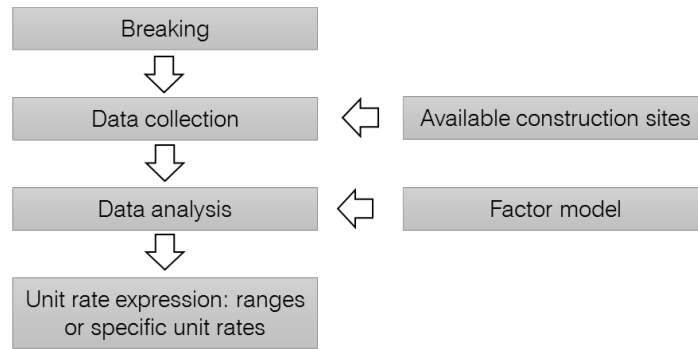 Breaking
Data collection
Available construction sites
Data analysis
Factor model
Unit rate expression: ranges
or specific unit rates